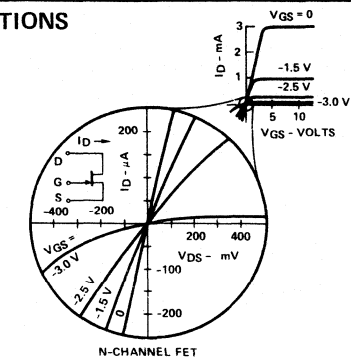 TIONS
VGS = 0
3
2
1
ID - mA
-1.5 V
-2.5 V
-3.0 V
5 10
VGS - VOLTS
200
ID →
D
G
S
ID - μA
-400 -200
200 400
VDS - mV
VGS =
-3.0 V
-2.5 V
-1.5 V
0
-100
-200
N-CHANNEL FET